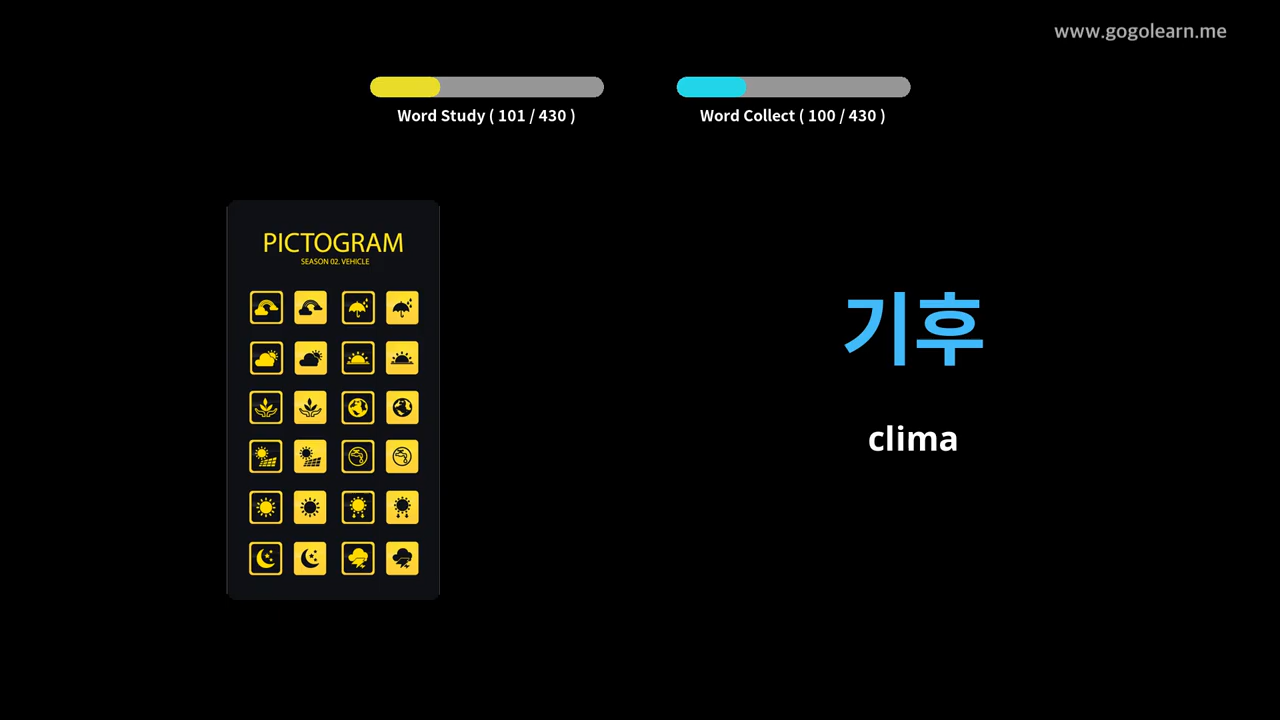 www.gogolearn.me
Word Study ( 101 / 430 )
Word Collect ( 100 / 430 )
PICTOGRAM
SEASON 02. VEHICLE
기후
clima